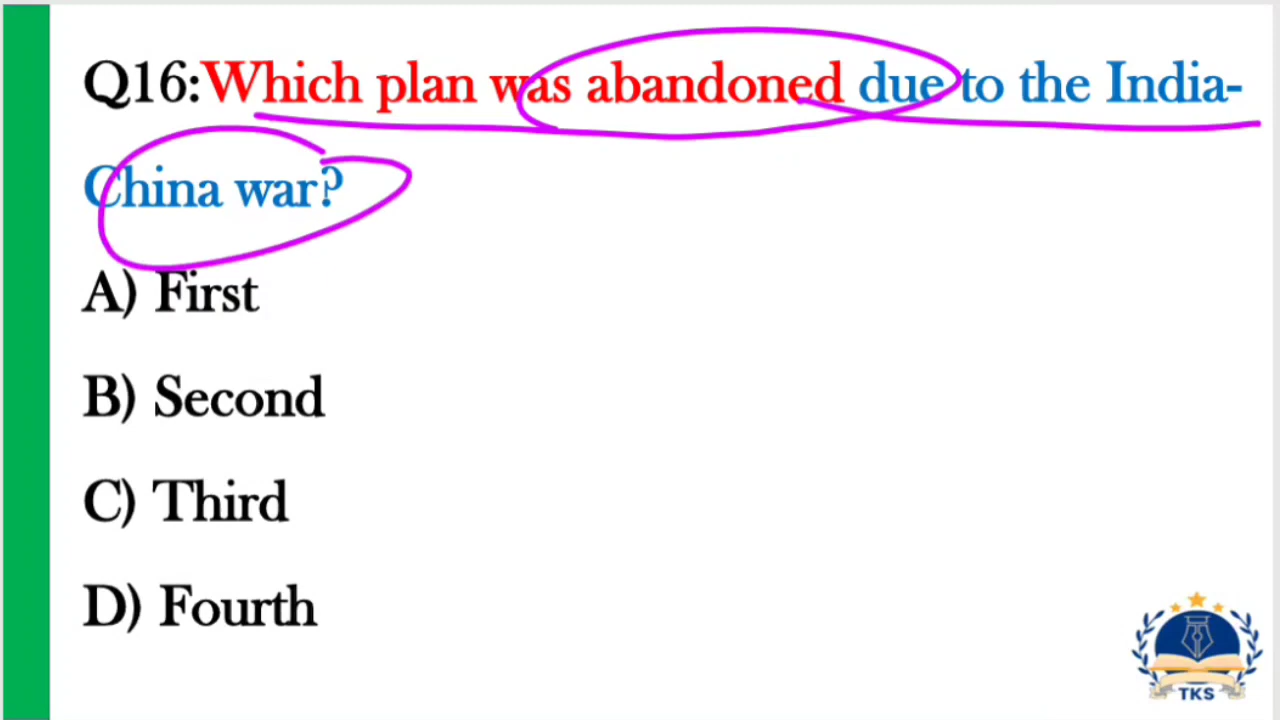 Q16:Which plan was abandoned due to the India-
China war?
A) First
B) Second
C) Third
D) Fourth
TKS